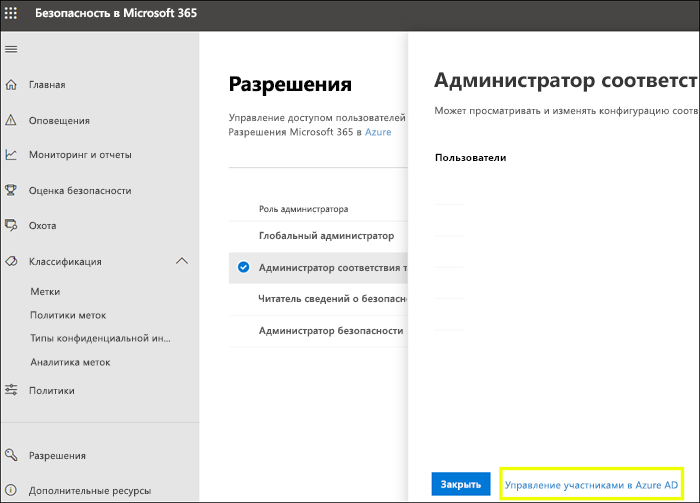 Безопасность в Microsoft 365
Главная
Оповещения
Мониторинг и отчеты
Оценка безопасности
Охота
Классификация
Метки
Политики меток
Типы конфиденциальной ин...
Аналитика меток
Политики
Разрешения
Дополнительные ресурсы
Разрешения
Управление доступом пользователей
Разрешения Microsoft 365 в Azure
Роль администратора
Глобальный администратор
Администратор соответствия т
Читатель сведений о безопасн
Администратор безопасности
Администратор соответст
Может просматривать и изменять конфигурацию соотв
Пользователи
Закрыть
Управление участниками в Azure AD